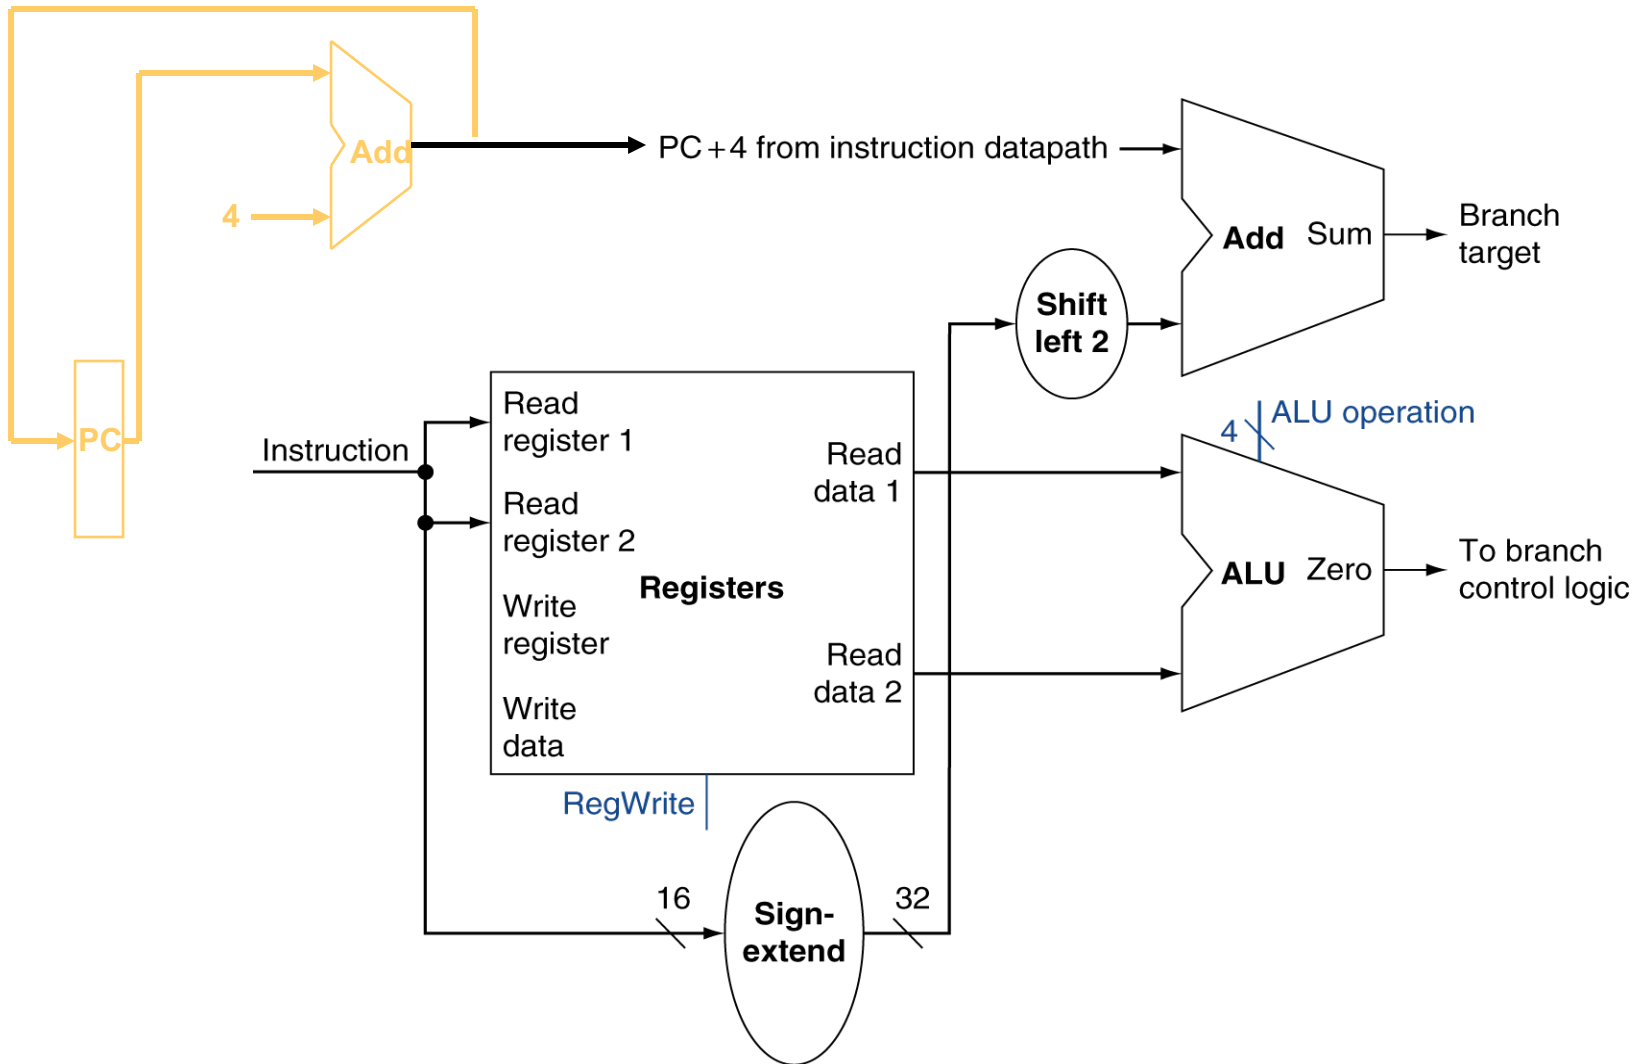 Add
4
PC
PC+4 from instruction datapath
Add Sum
Branch
target
Shift
left 2
ALU operation
4
Instruction
Read
register 1
Read
register 2
Write
register
Write
data
Registers
Read
data 1
Read
data 2
RegWrite
ALU Zero
To branch
control logic
16
Sign-
extend
32